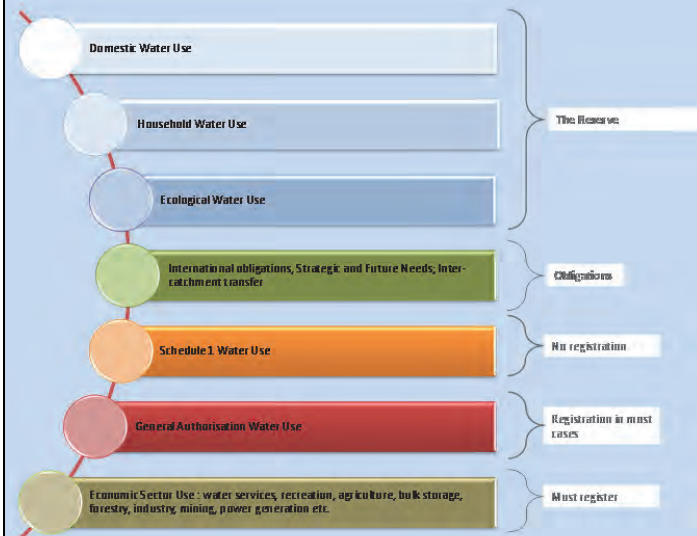 Domestic Water Use
Household Water Use
The Reserve
Ecological Water Use
International obligations, Strategic and Future Needs, Inter-
catchment transfer
Obligations
Schedule 1 Water Use
No registration
General Authorisation Water Use
Registration in most
cases
Economic Sector Use : water services, recreation, agriculture, bulk storage,
forestry, industry, mining, power generation etc.
Must register